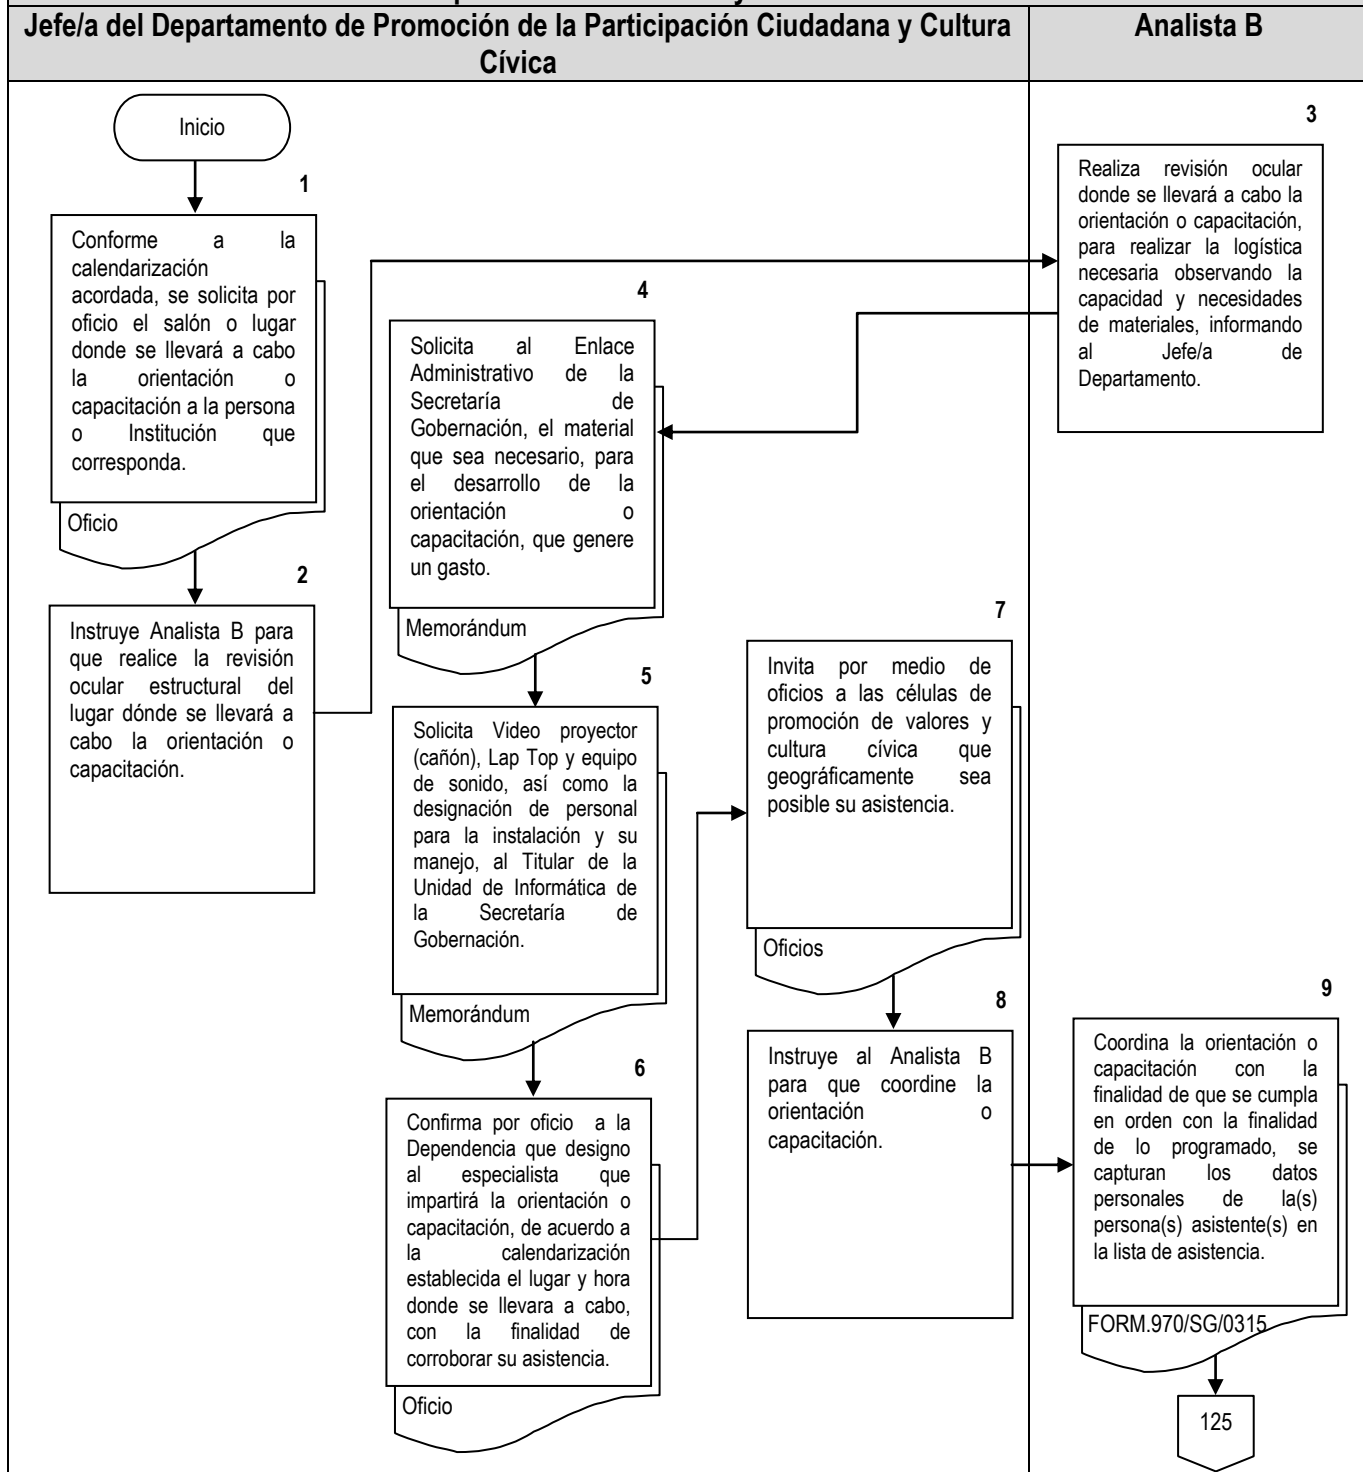 Jefe/a del Departamento de Promoción de la Participación Ciudadana y Cultura
Cívica
Analista B
Inicio
1
Conforme a la
calendarización
acordada, se solicita por
oficio el salón o lugar
donde se llevará a cabo
la orientación o
capacitación a la persona
o Institución que
corresponda.
Oficio
2
Instruye Analista B para
que realice la revisión
ocular estructural del
lugar dónde se llevará a
cabo la orientación o
capacitación.
3
Realiza revisión ocular
donde se llevará a cabo la
orientación o capacitación,
para realizar la logística
necesaria observando la
capacidad y necesidades
de materiales, informando
al Jefe/a de
Departamento.
4
Solicita al Enlace
Administrativo de la
Secretaría de
Gobernación, el material
que sea necesario, para
el desarrollo de la
orientación o
capacitación, que genere
un gasto.
Memorándum
5
Solicita Video proyector
(cañón), Lap Top y equipo
de sonido, así como la
designación de personal
para la instalación y su
manejo, al Titular de la
Unidad de Informática de
la Secretaría de
Gobernación.
Memorándum
6
Confirma por oficio a la
Dependencia que designo
al especialista que
impartirá la orientación o
capacitación, de acuerdo a
la calendarización
establecida el lugar y hora
donde se llevara a cabo,
con la finalidad de
corroborar su asistencia.
Oficio
7
Invita por medio de
oficios a las células de
promoción de valores y
cultura cívica que
geográficamente sea
posible su asistencia.
Oficios
8
Instruye al Analista B
para que coordine la
orientación o
capacitación.
9
Coordina la orientación o
capacitación con la
finalidad de que se cumpla
en orden con la finalidad
de lo programado, se
capturan los datos
personales de la(s)
persona(s) asistente(s) en
la lista de asistencia.
FORM.970/SG/0315
125